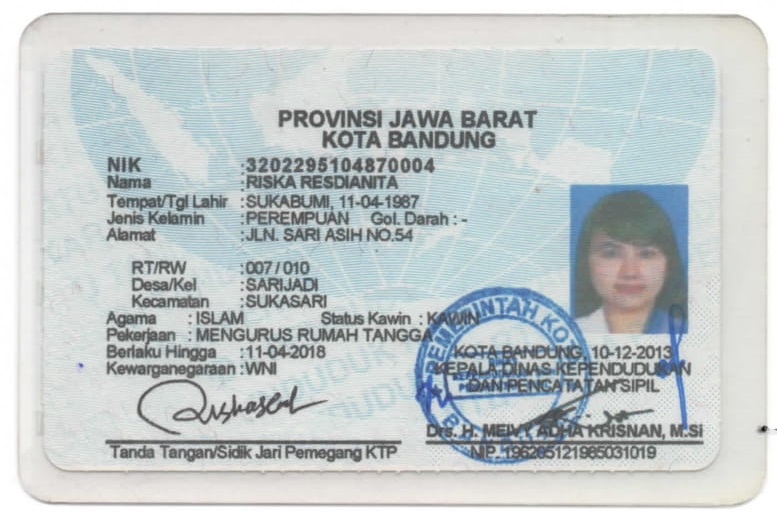 PROVINSI JAWA BARAT
KOTA BANDUNG
NIK :3202295104870004
Nama :RISKA RESDIANITA
Tempat/Tgl Lahir :SUKABUMI, 11-04-1987
Jenis Kelamin :PEREMPUAN Gol. Darah : -
Alamat :JLN. SARI ASIH NO.54
RT/RW :007 / 010
Desa/Kel :SARIJADI
Kecamatan :SUKASARI
Agama : ISLAM Status Kawin : KAWIN
Pekerjaan : MENGURUS RUMAH TANGGA
Berlaku Hingga :11-04-2018
Kewarganegaraan : WNI
KOTA BANDUNG, 10-12-2013
KEPALA DINAS KEPENDUDUKAN
DAN PENCATATAN SIPIL
PEMERINTAH KOTA
Drs. H. MEIVY ADHA KRISNAN, M.Si
NIP. 196205121985031019
Tanda Tangan/Sidik Jari Pemegang KTP